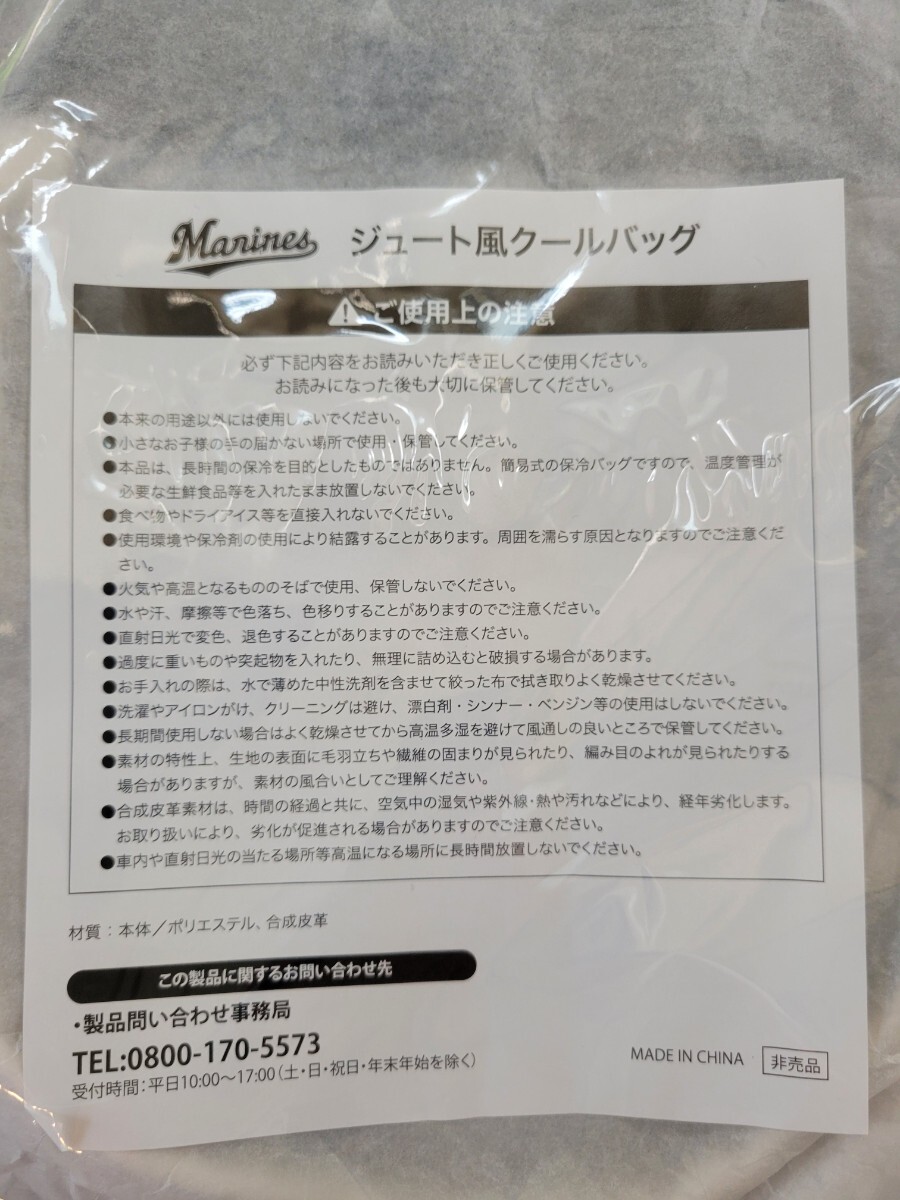 Marines ジュート風クールバッグ
ご使用上の注意
必ず下記内容をお読みいただき正しくご使用ください。
お読みになった後も大切に保管してください。
●本来の用途以外には使用しないでください。
●小さなお子様の手の届かない場所で使用・保管してください。
●本品は、長時間の保冷を目的としたものではありません。簡易式の保冷バッグですので、温度管理が
必要な生鮮食品等を入れたまま放置しないでください。
●食べ物やドライアイス等を直接入れないでください。
●使用環境や保冷剤の使用により結露することがあります。周囲を濡らす原因となりますのでご注意くだ
さい。
●火気や高温となるもののそばで使用、保管しないでください。
●水や汗、摩擦等で色落ち、色移りすることがありますのでご注意ください。
●直射日光で変色、退色することがありますのでご注意ください。
●過度に重いものや突起物を入れたり、無理に詰め込むと破損する場合があります。
●お手入れの際は、水で薄めた中性洗剤を含ませて絞った布で拭き取りよく乾燥させてください。
●洗濯やアイロンがけ、クリーニングは避け、漂白剤・シンナー・ベンジン等の使用はしないでください。
●長期間使用しない場合はよく乾燥させてから高温多湿を避けて風通しの良いところで保管してください。
●素材の特性上、生地の表面に毛羽立ちや繊維の固まりが見られたり、編み目のよれが見られたりする
場合がありますが、素材の風合いとしてご理解ください。
●合成皮革素材は、時間の経過と共に、空気中の湿気や紫外線・熱や汚れなどにより、経年劣化します。
お取り扱いにより、劣化が促進される場合がありますのでご注意ください。
●車内や直射日光の当たる場所等高温になる場所に長時間放置しないでください。
材質：本体／ポリエステル、合成皮革
この製品に関するお問い合わせ先
・製品問い合わせ事務局
TEL:0800-170-5573
受付時間：平日10:00〜17:00（土・日・祝日・年末年始を除く）
MADE IN CHINA 非売品